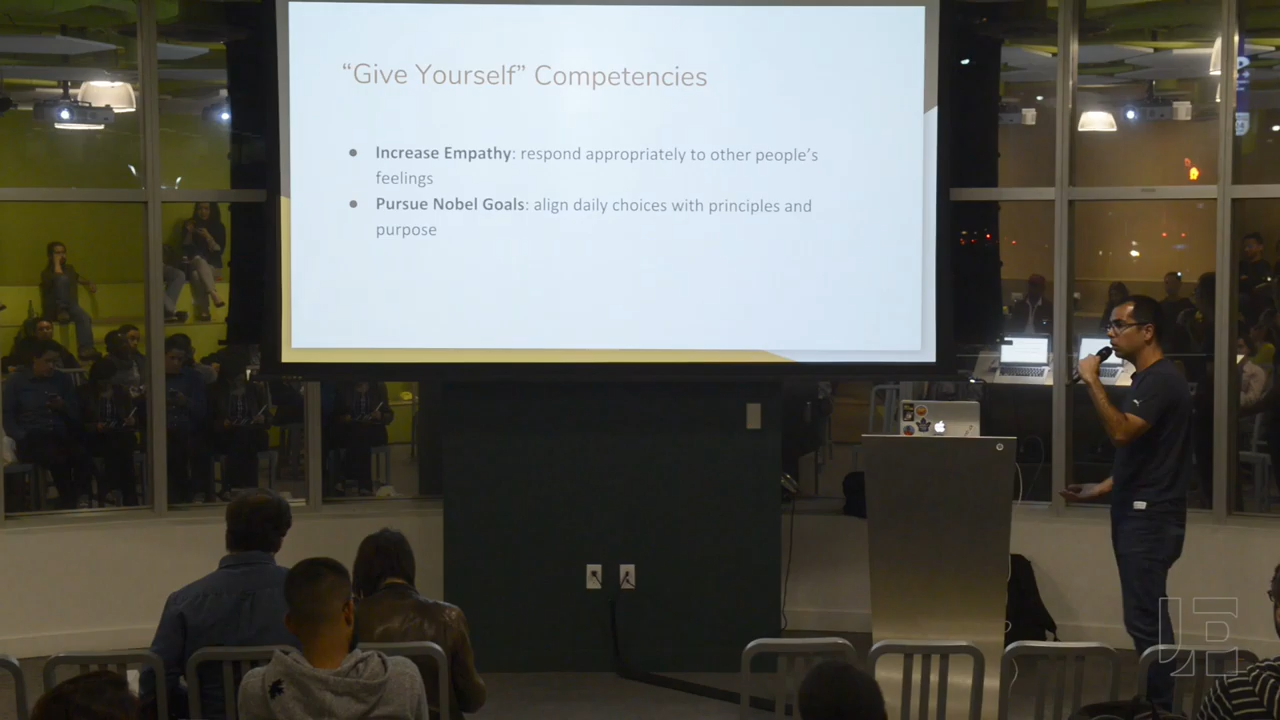 “Give Yourself” Competencies
● Increase Empathy: respond appropriately to other people’s
feelings
● Pursue Nobel Goals: align daily choices with principles and
purpose